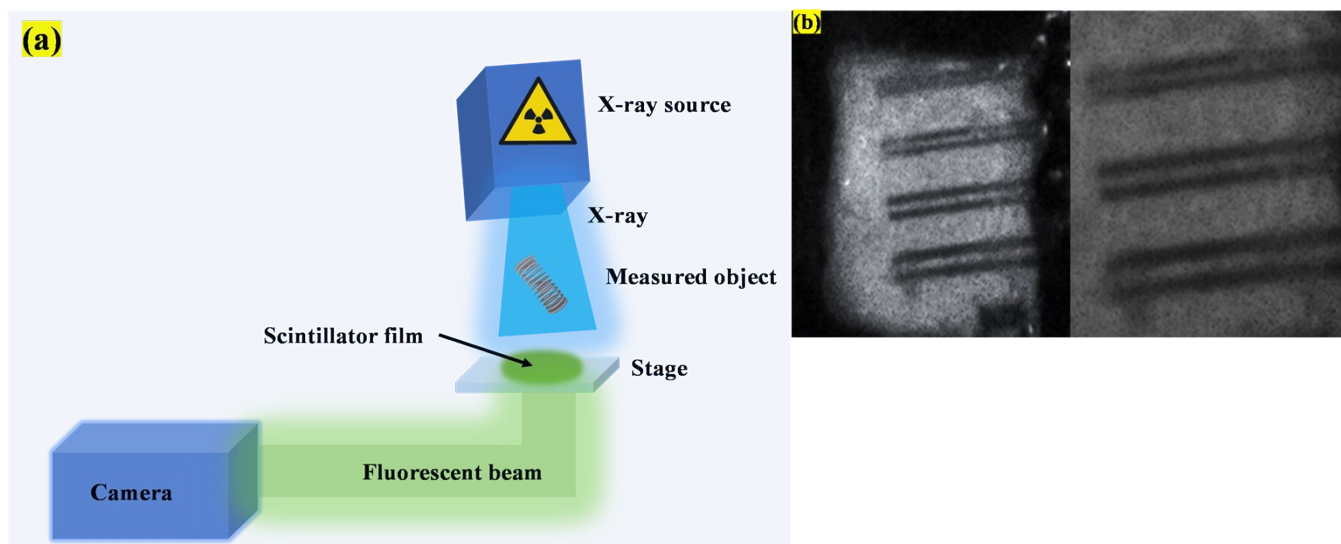 (a)
X-ray source
X-ray
Measured object
Scintillator film
Stage
Fluorescent beam
Camera
(b)